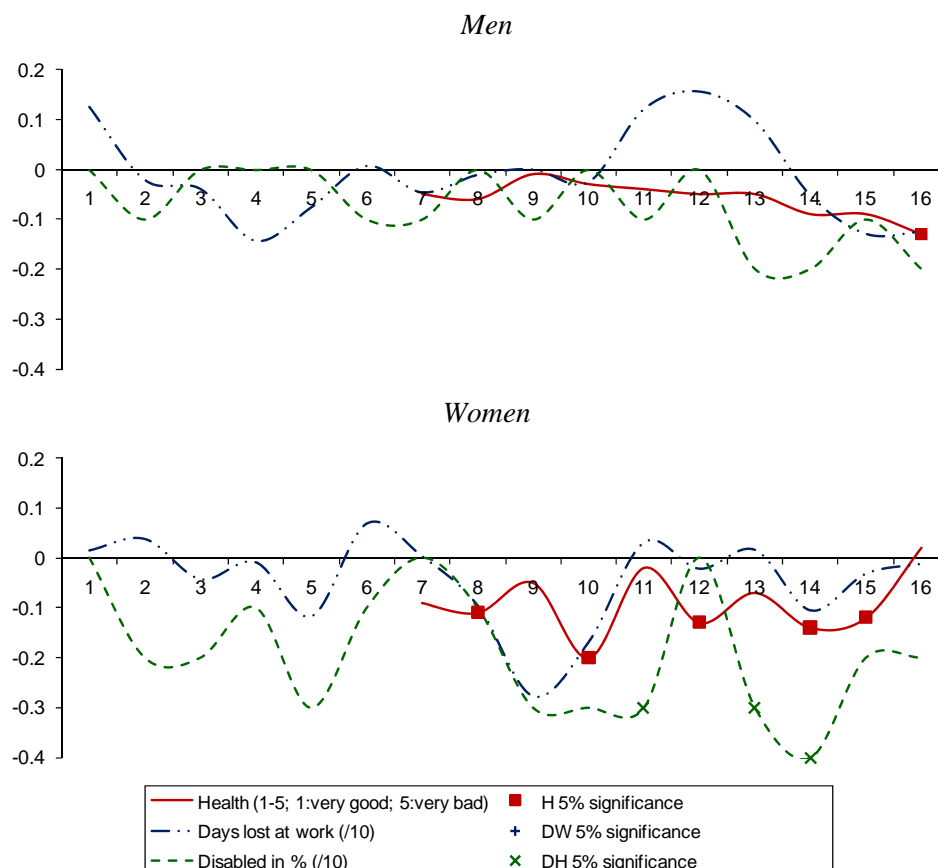 Men
0.2
0.1
0
1 2 3 4 5 6 7 8 9 10 11 12 13 14 15 16
-0.1
-0.2
-0.3
-0.4
Women
0.2
0.1
0
1 2 3 4 5 6 7 8 9 10 11 12 13 14 15 16
-0.1
-0.2
-0.3
-0.4
Health (1-5; 1:very good; 5:very bad) H 5% significance
Days lost at work (/10) DW 5% significance
Disabled in % (/10) DH 5% significance